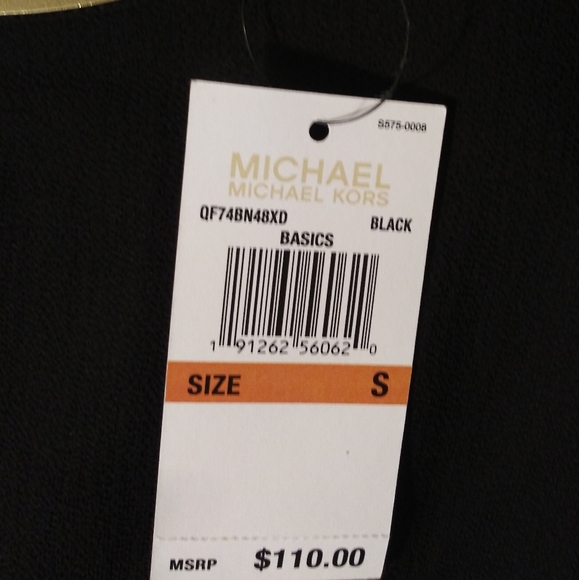 S575-0008
MICHAEL
MICHAEL KORS
QF74BN48XD BLACK
BASICS
1 91262 56062 0
SIZE S
MSRP $110.00